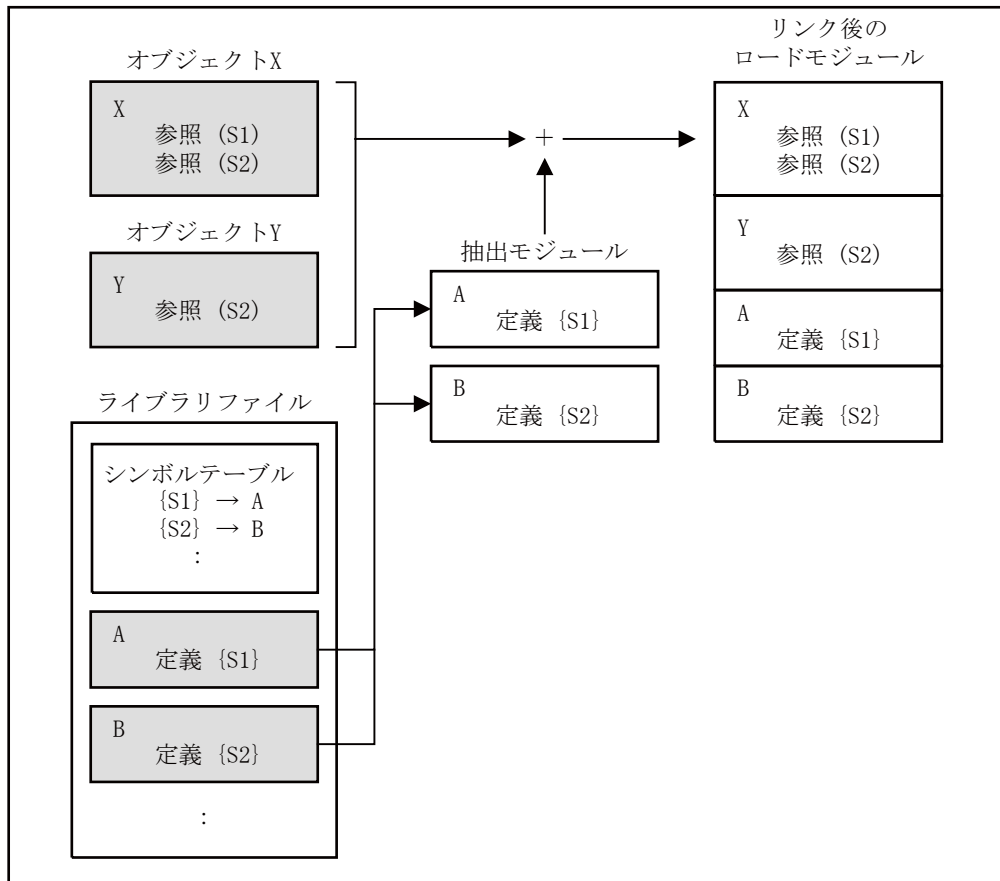 オブジェクトX
X
参照 (S1)
参照 (S2)
オブジェクトY
Y
参照 (S2)
ライブラリファイル
シンボルテーブル
{S1} → A
{S2} → B
:
A
定義 {S1}
B
定義 {S2}
:
+
抽出モジュール
A
定義 {S1}
B
定義 {S2}
リンク後の
ロードモジュール
X
参照 (S1)
参照 (S2)
Y
参照 (S2)
A
定義 {S1}
B
定義 {S2}